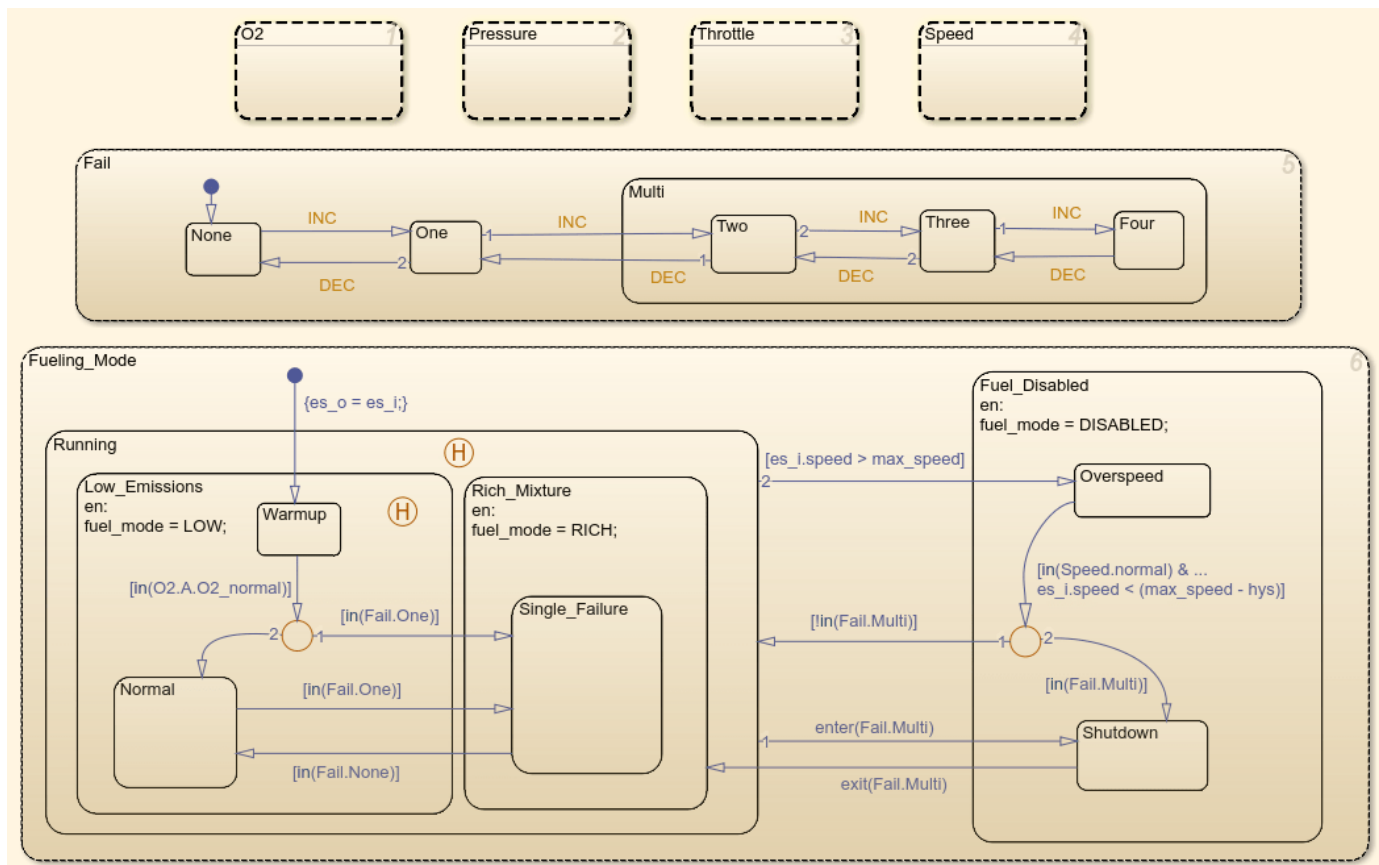 O2 1
Pressure 2
Throttle 3
Speed 4
Fail 5
None
INC
DEC
One
1
2
INC
DEC
Multi
Two
2
1
INC
DEC
Three
1
2
INC
DEC
Four
Fueling_Mode 6
{es_o = es_i;}
Running
H
Low_Emissions
en:
fuel_mode = LOW;
H
Warmup
[in(O2.A.O2_normal)]
2
1
[in(Fail.One)]
Normal
[in(Fail.One)]
[in(Fail.None)]
Rich_Mixture
en:
fuel_mode = RICH;
Single_Failure
[es_i.speed > max_speed]
2
[!in(Fail.Multi)]
1
enter(Fail.Multi)
1
exit(Fail.Multi)
Fuel_Disabled
en:
fuel_mode = DISABLED;
Overspeed
[in(Speed.normal) & ...
es_i.speed < (max_speed - hys)]
2
[in(Fail.Multi)]
Shutdown